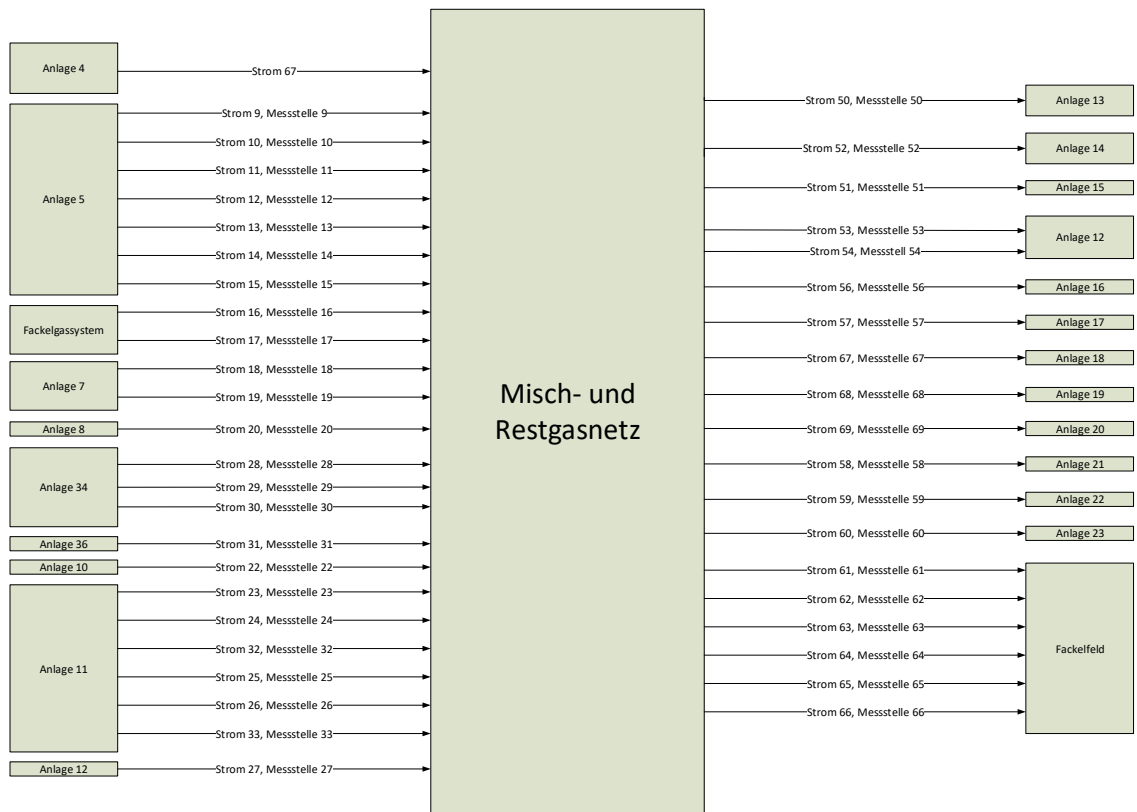 Anlage 4
Strom 67
Anlage 5
Strom 9, Messstelle 9
Strom 10, Messstelle 10
Strom 11, Messstelle 11
Strom 12, Messstelle 12
Strom 13, Messstelle 13
Strom 14, Messstelle 14
Strom 15, Messstelle 15
Fackelgassystem
Strom 16, Messstelle 16
Strom 17, Messstelle 17
Anlage 7
Strom 18, Messstelle 18
Strom 19, Messstelle 19
Anlage 8
Strom 20, Messstelle 20
Anlage 34
Strom 28, Messstelle 28
Strom 29, Messstelle 29
Strom 30, Messstelle 30
Anlage 36
Strom 31, Messstelle 31
Anlage 10
Strom 22, Messstelle 22
Anlage 11
Strom 23, Messstelle 23
Strom 24, Messstelle 24
Strom 32, Messstelle 32
Strom 25, Messstelle 25
Strom 26, Messstelle 26
Strom 33, Messstelle 33
Anlage 12
Strom 27, Messstelle 27
Misch- und
Restgasnetz
Strom 50, Messstelle 50
Anlage 13
Strom 52, Messstelle 52
Anlage 14
Strom 51, Messstelle 51
Anlage 15
Strom 53, Messstelle 53
Strom 54, Messstell 54
Anlage 12
Strom 56, Messstelle 56
Anlage 16
Strom 57, Messstelle 57
Anlage 17
Strom 67, Messstelle 67
Anlage 18
Strom 68, Messstelle 68
Anlage 19
Strom 69, Messstelle 69
Anlage 20
Strom 58, Messstelle 58
Anlage 21
Strom 59, Messstelle 59
Anlage 22
Strom 60, Messstelle 60
Anlage 23
Strom 61, Messstelle 61
Strom 62, Messstelle 62
Strom 63, Messstelle 63
Strom 64, Messstelle 64
Strom 65, Messstelle 65
Strom 66, Messstelle 66
Fackelfeld